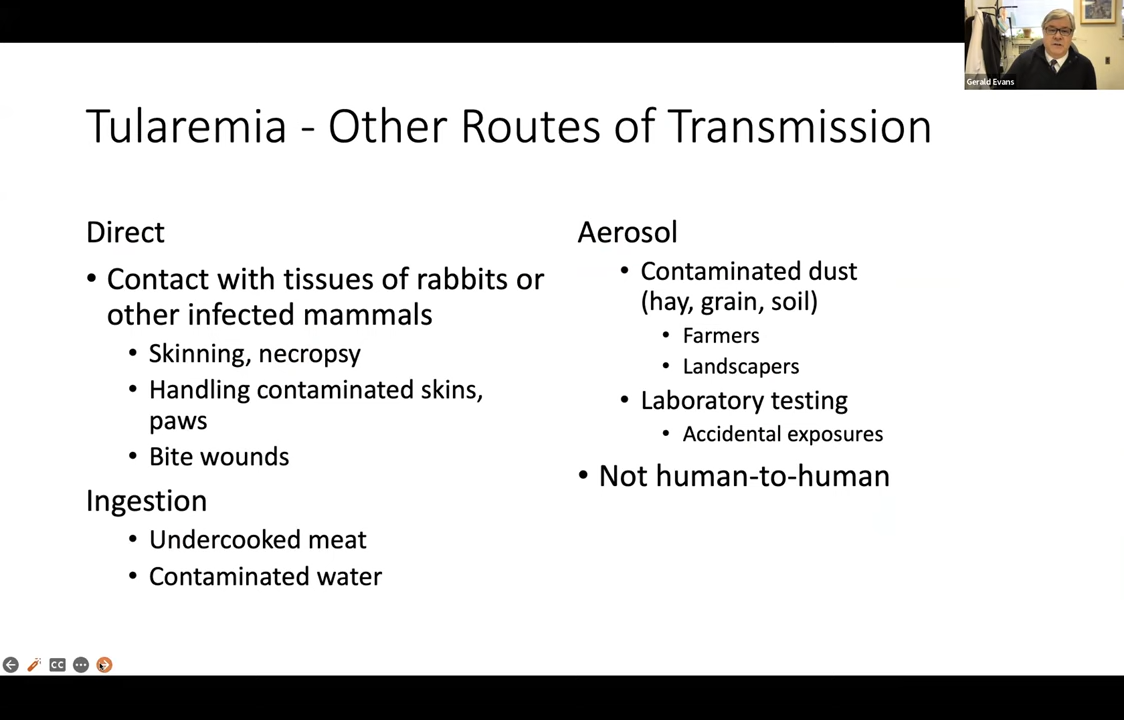 Gerald Evans
Tularemia - Other Routes of Transmission
Direct
• Contact with tissues of rabbits or
other infected mammals
• Skinning, necropsy
• Handling contaminated skins,
paws
• Bite wounds
Ingestion
• Undercooked meat
• Contaminated water
Aerosol
• Contaminated dust
(hay, grain, soil)
• Farmers
• Landscapers
• Laboratory testing
• Accidental exposures
• Not human-to-human
CC